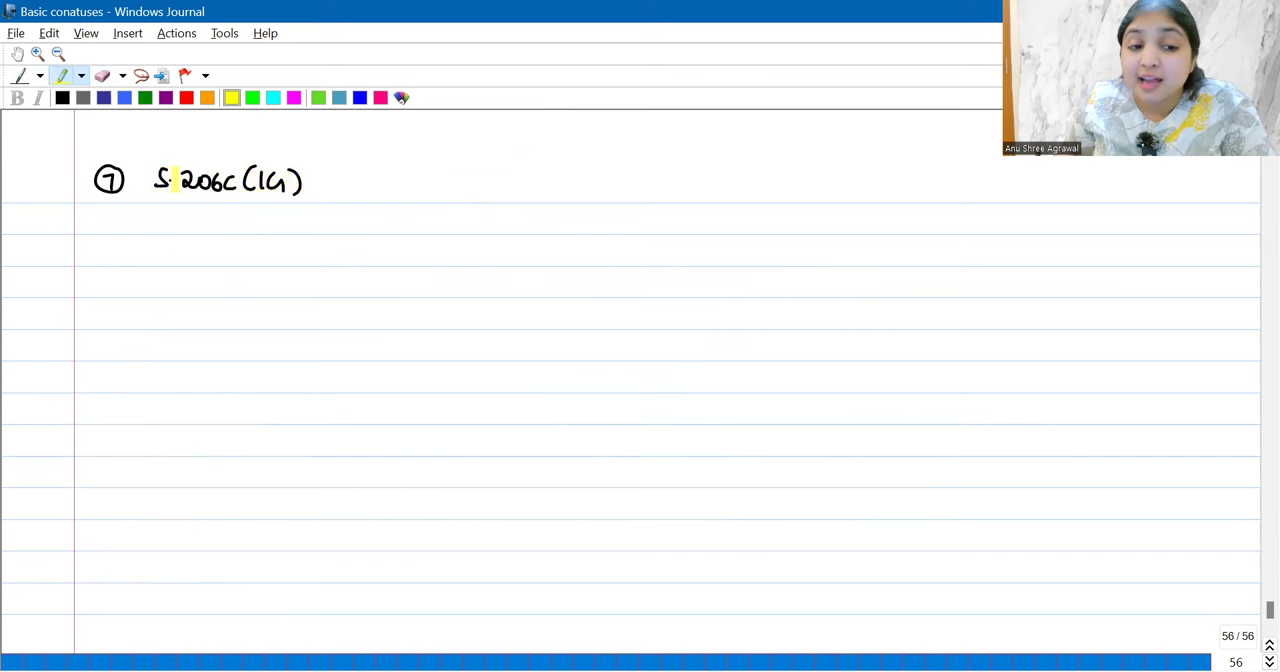 Basic conatuses - Windows Journal
File Edit View Insert Actions Tools Help
B I
Anu Shree Agrawal
7 S. 206C (1G)
56 / 56
56